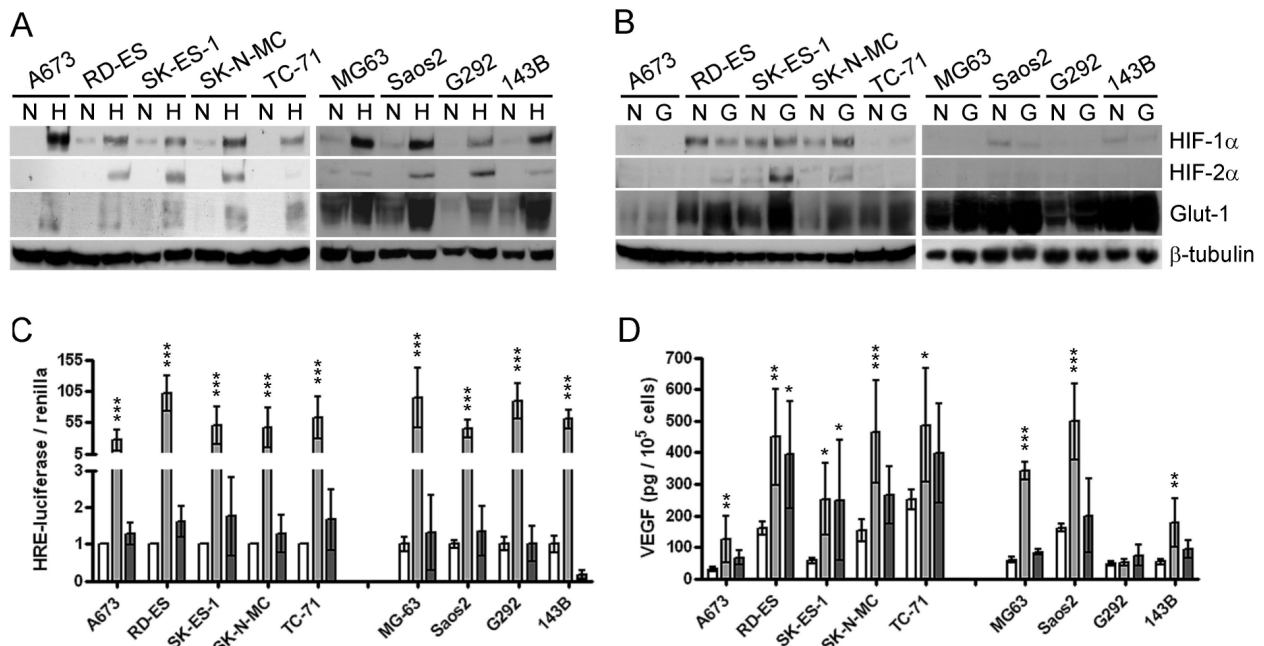 A
A673 RD-ES SK-ES-1 SK-N-MC TC-71 MG63 Saos2 G292 143B
N H N H N H N H N H N H N H N H N H
B
A673 RD-ES SK-ES-1 SK-N-MC TC-71 MG63 Saos2 G292 143B
N G N G N G N G N G N G N G N G N G
HIF-1α
HIF-2α
Glut-1
β-tubulin
C
HRE-luciferase / renilla
155
105
55
5
3
2
1
0
*** *** *** *** *** *** *** *** ***
A673 RD-ES SK-ES-1 SK-N-MC TC-71 MG-63 Saos2 G292 143B
D
VEGF (pg / 10⁵ cells)
700
600
500
400
300
200
100
0
** ** * * * *** * *** *** **
A673 RD-ES SK-ES-1 SK-N-MC TC-71 MG63 Saos2 G292 143B